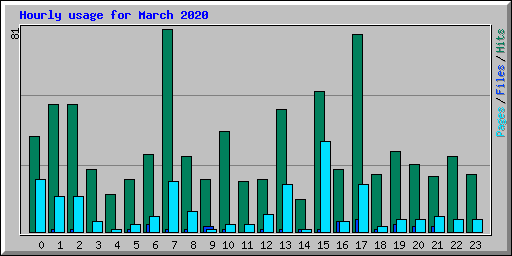 Hourly usage for March 2020
81
Pages / Files / Hits
0 1 2 3 4 5 6 7 8 9 10 11 12 13 14 15 16 17 18 19 20 21 22 23